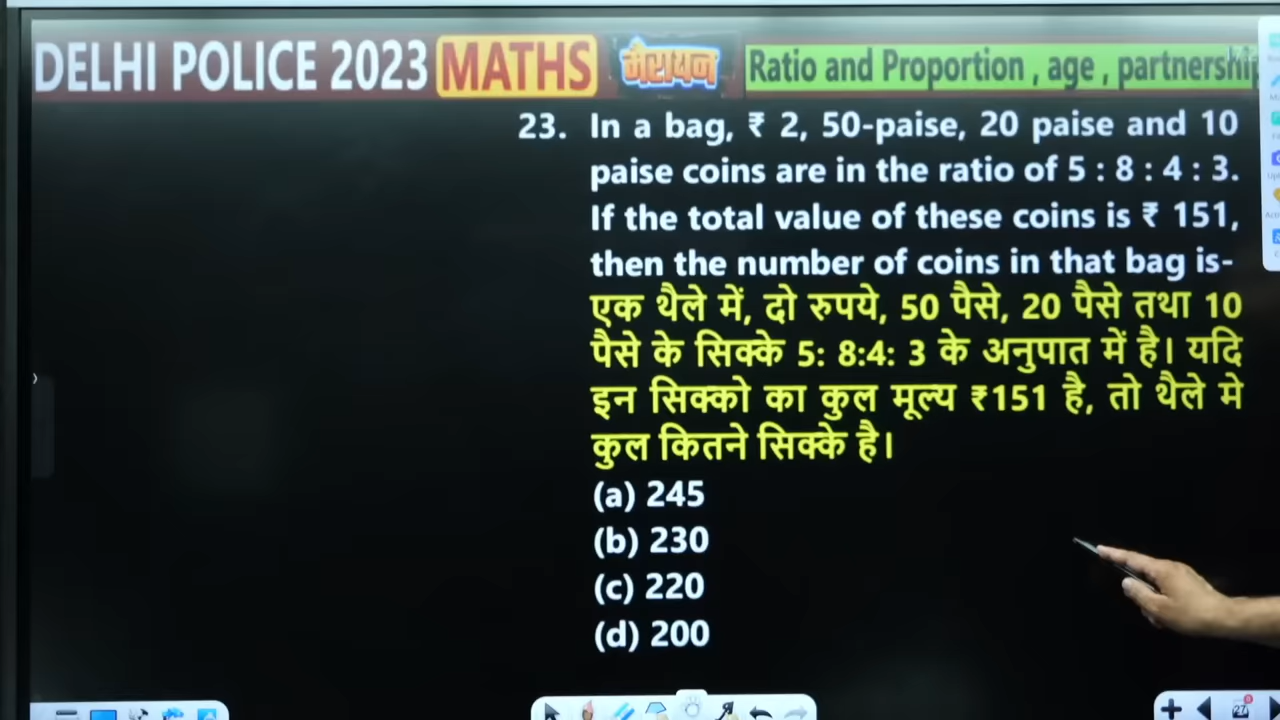 DELHI POLICE 2023 MATHS मैराथन Ratio and Proportion , age , partnership
23. In a bag, ₹ 2, 50-paise, 20 paise and 10
paise coins are in the ratio of 5 : 8 : 4 : 3.
If the total value of these coins is ₹ 151,
then the number of coins in that bag is-
एक थैले में, दो रुपये, 50 पैसे, 20 पैसे तथा 10
पैसे के सिक्के 5: 8:4: 3 के अनुपात में है। यदि
इन सिक्को का कुल मूल्य ₹151 है, तो थैले मे
कुल कितने सिक्के है।
(a) 245
(b) 230
(c) 220
(d) 200
27